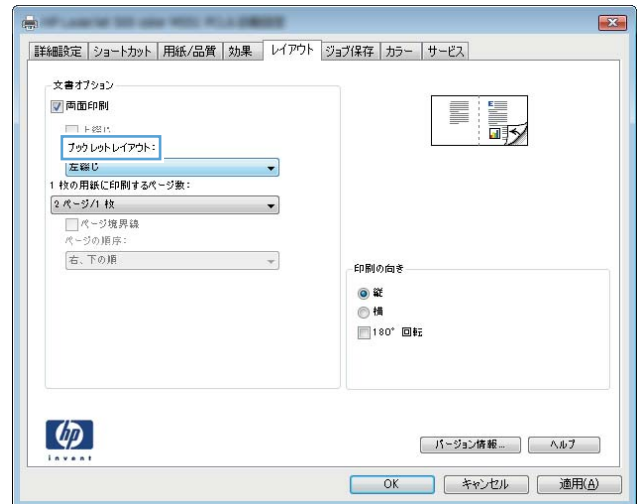 詳細設定 ショートカット 用紙/品質 効果 レイアウト ジョブ保存 カラー サービス
文書オプション
両面印刷
上綴じ
ブックレットレイアウト:
左綴じ
1 枚の用紙に印刷するページ数:
2 ページ/1 枚
ページ境界線
ページの順序:
右、下の順
印刷の向き
縦
横
180° 回転
hp
invent
バージョン情報... ヘルプ
OK キャンセル 適用(A)